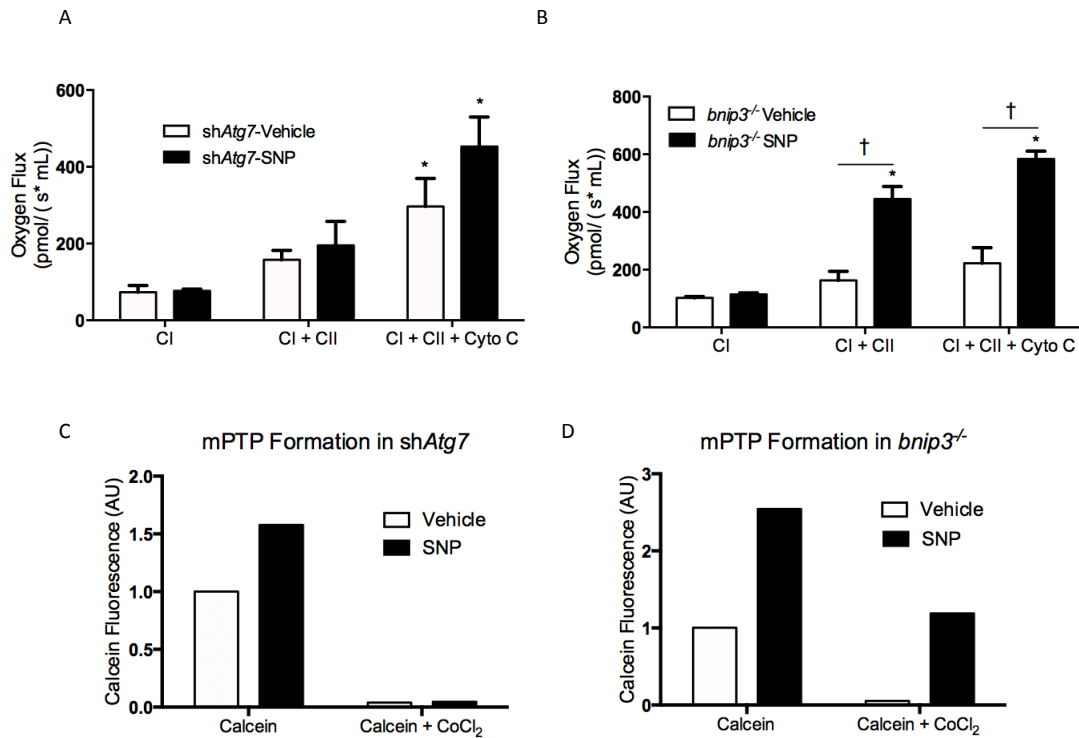 A
B
600
400
200
0
Oxygen Flux
(pmol/ ( s* mL))
shAtg7-Vehicle
shAtg7-SNP
*
*
CI
CI + CII
CI + CII + Cyto C
800
600
400
200
0
Oxygen Flux
(pmol/ ( s* mL))
bnip3-/- Vehicle
bnip3-/- SNP
†
*
†
*
CI
CI + CII
CI + CII + Cyto C
C
mPTP Formation in shAtg7
2.0
1.5
1.0
0.5
0.0
Calcein Fluorescence (AU)
Vehicle
SNP
Calcein
Calcein + CoCl2
D
mPTP Formation in bnip3-/-
3
2
1
0
Calcein Fluorescence (AU)
Vehicle
SNP
Calcein
Calcein + CoCl2